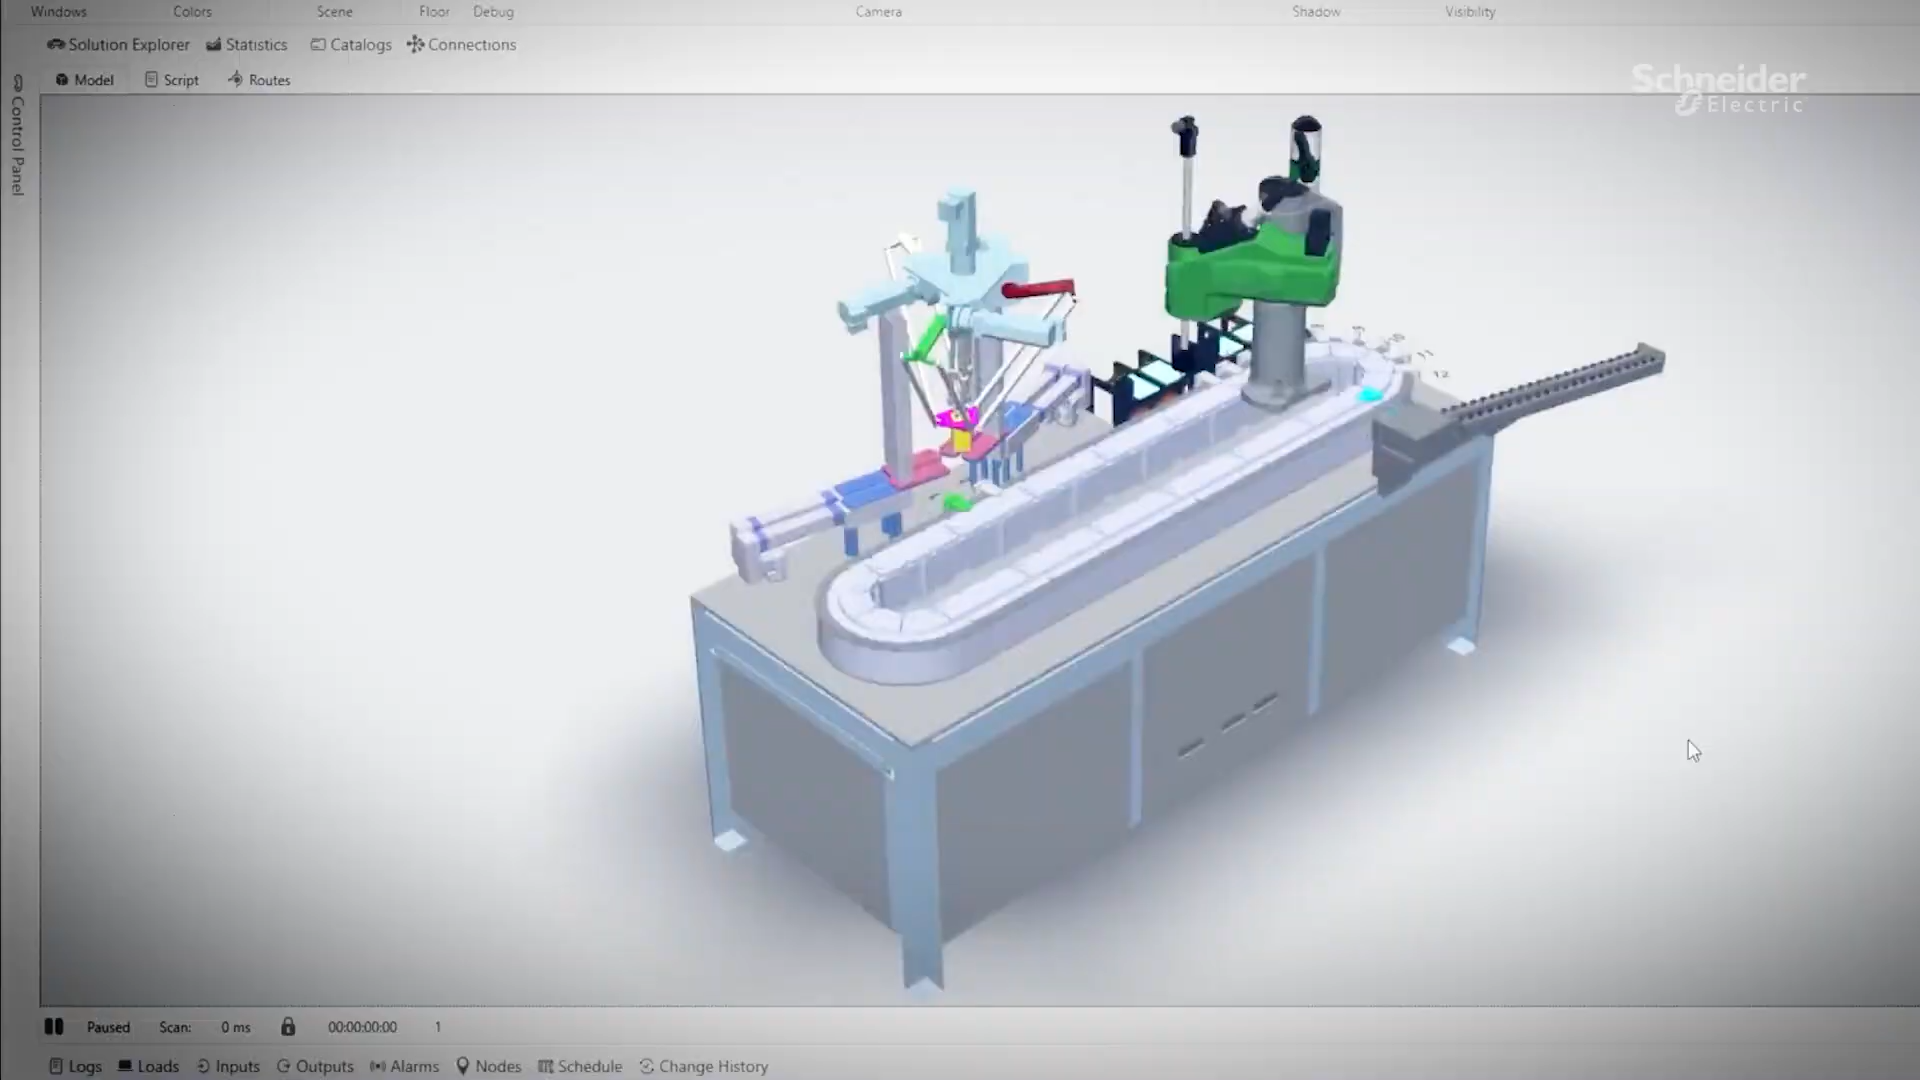 Windows Colors Scene Floor Debug Camera Shadow Visibility
Solution Explorer Statistics Catalogs Connections
Model Script Routes
Schneider
Electric
Control Panel
11
12
Paused Scan: 0 ms 00:00:00:00 1
Logs Loads Inputs Outputs Alarms Nodes Schedule Change History